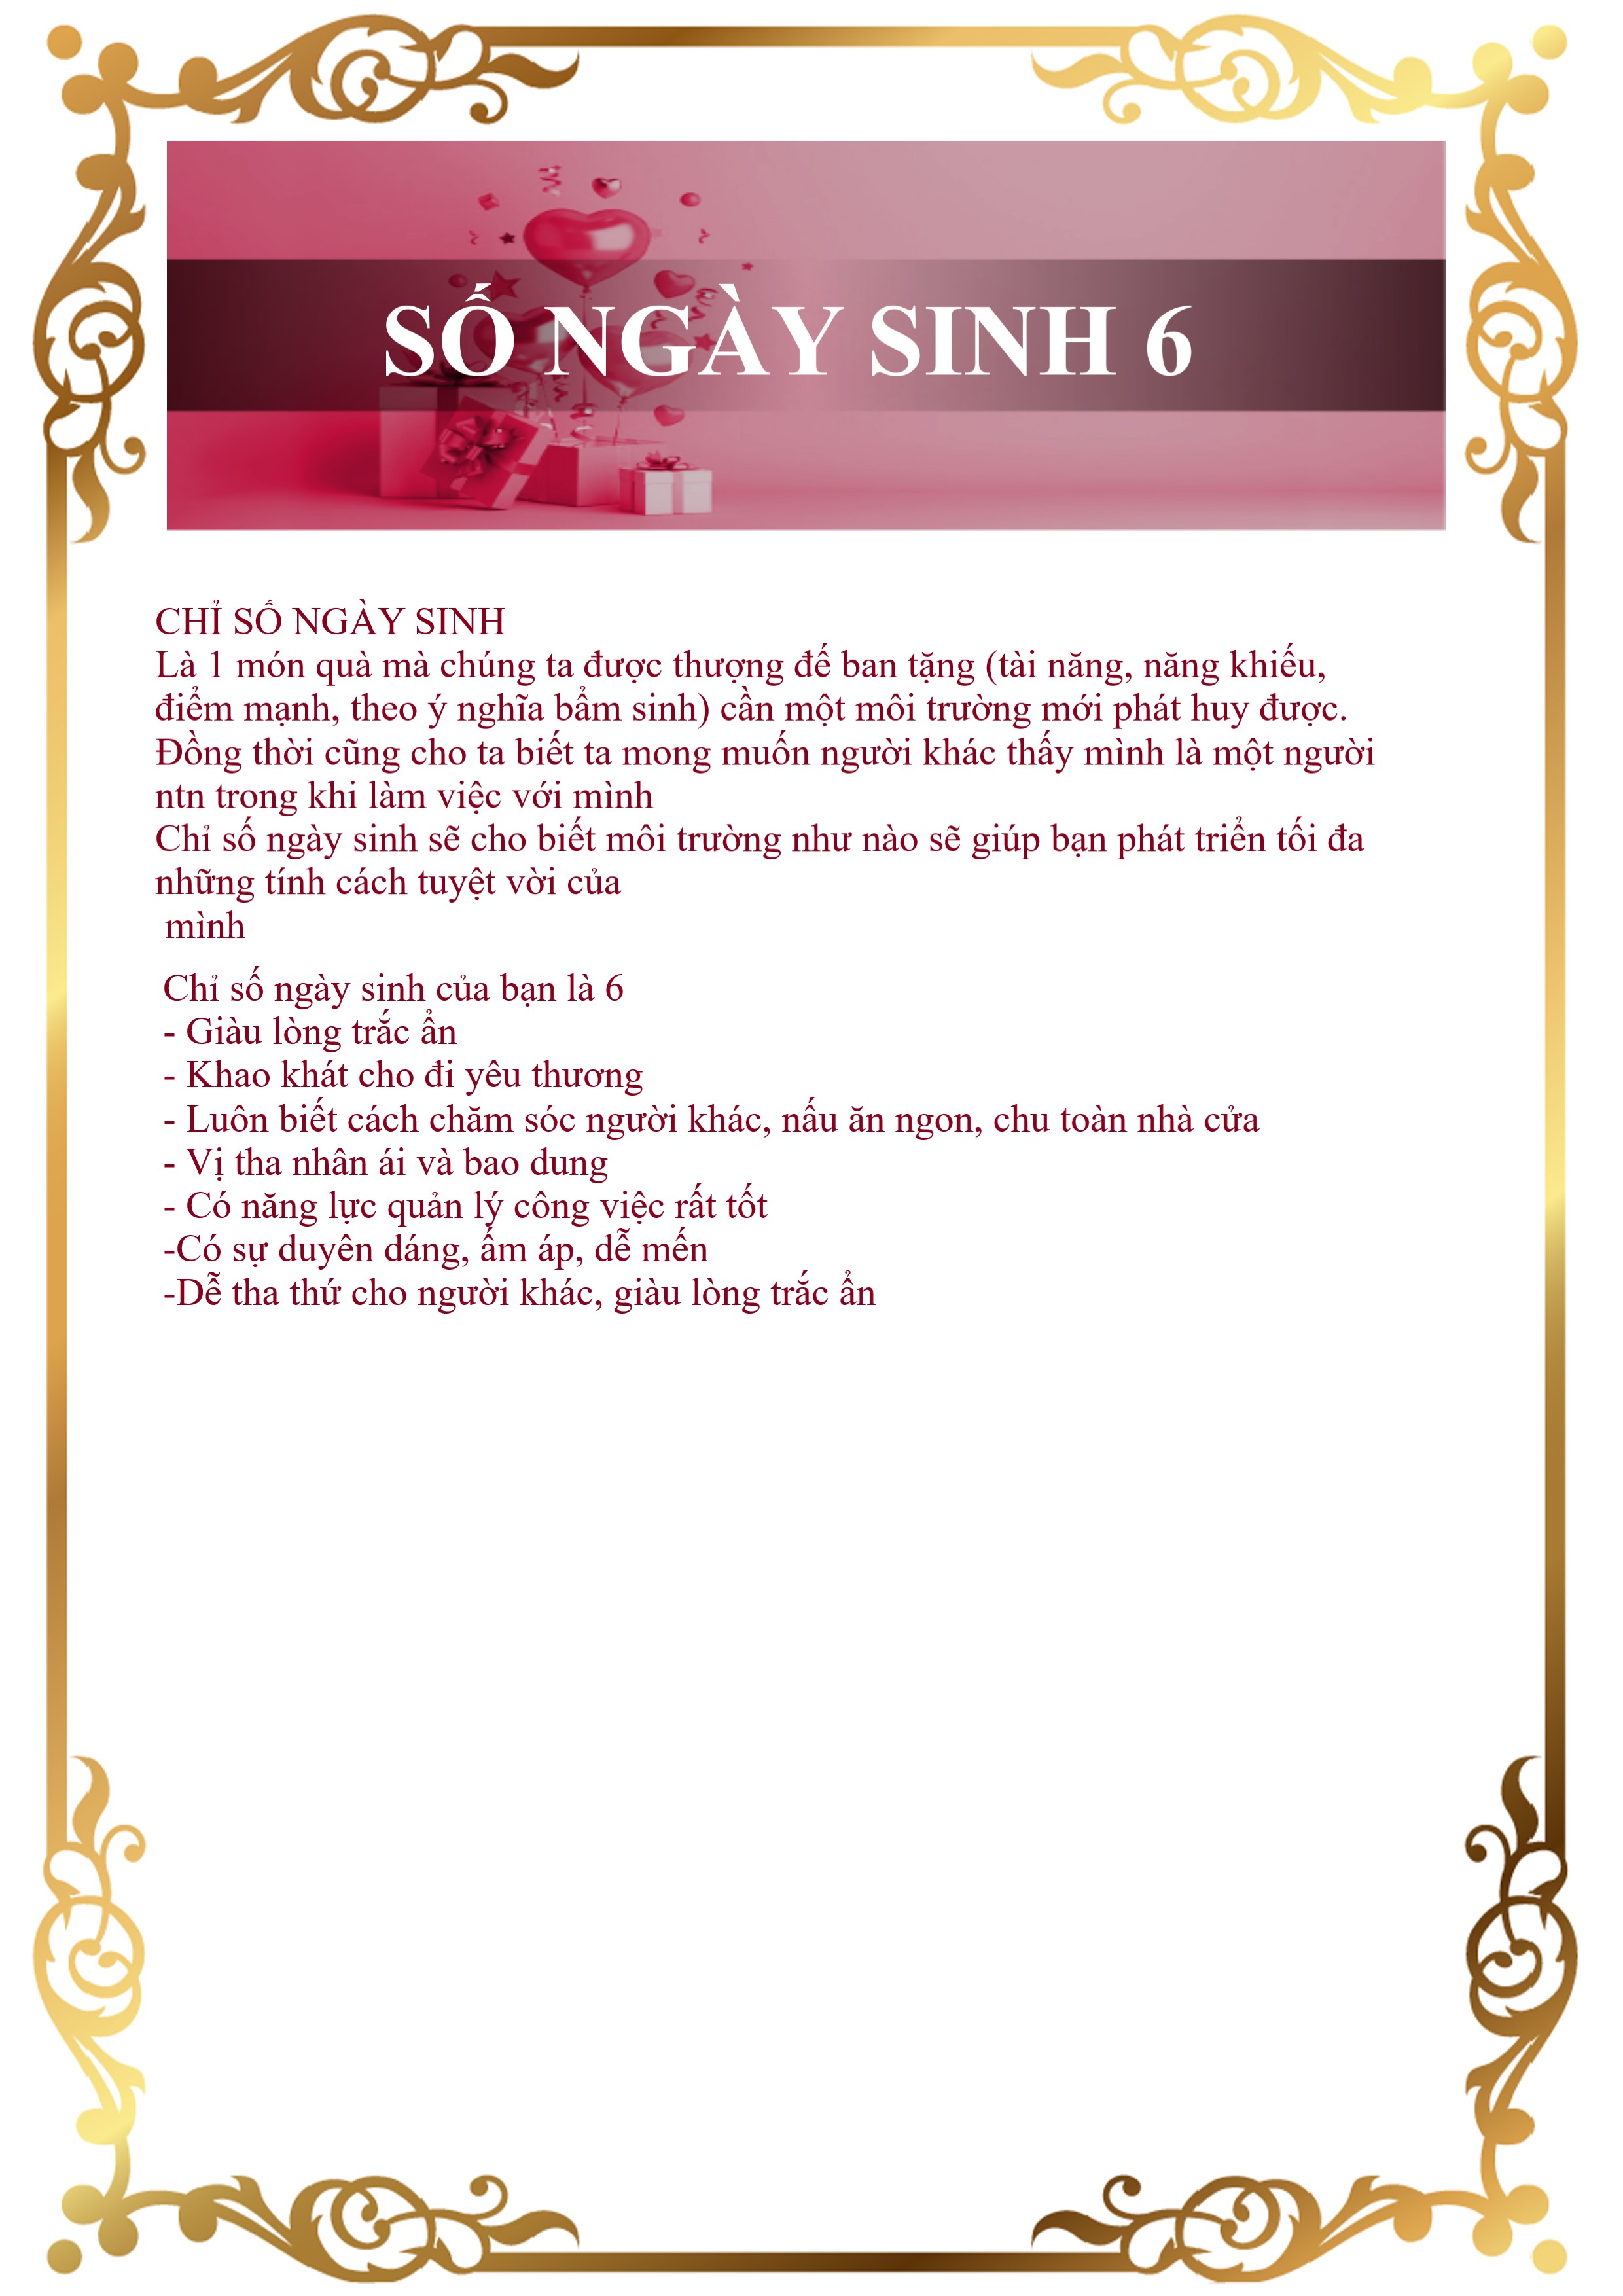 SỐ NGÀY SINH 6
CHỈ SỐ NGÀY SINH
Là 1 món quà mà chúng ta được thượng đế ban tặng (tài năng, năng khiếu,
điểm mạnh, theo ý nghĩa bẩm sinh) cần một môi trường mới phát huy được.
Đồng thời cũng cho ta biết ta mong muốn người khác thấy mình là một người
ntn trong khi làm việc với mình
Chỉ số ngày sinh sẽ cho biết môi trường như nào sẽ giúp bạn phát triển tối đa
những tính cách tuyệt vời của
mình
Chỉ số ngày sinh của bạn là 6
- Giàu lòng trắc ẩn
- Khao khát cho đi yêu thương
- Luôn biết cách chăm sóc người khác, nấu ăn ngon, chu toàn nhà cửa
- Vị tha nhân ái và bao dung
- Có năng lực quản lý công việc rất tốt
-Có sự duyên dáng, ấm áp, dễ mến
-Dễ tha thứ cho người khác, giàu lòng trắc ẩn